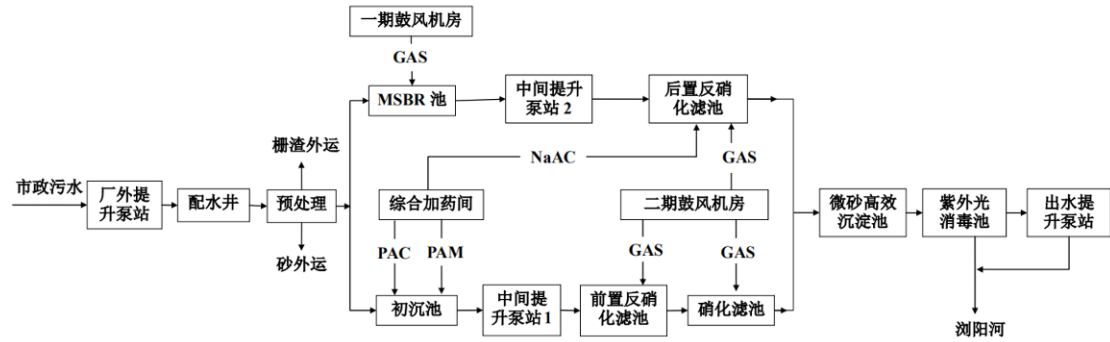 一期鼓风机房
GAS
MSBR 池
中间提升
泵站 2
后置反硝
化滤池
栅渣外运
NaAC
GAS
市政污水
厂外提
升泵站
配水井
预处理
综合加药间
二期鼓风机房
微砂高效
沉淀池
紫外光
消毒池
出水提
升泵站
砂外运
PAC
PAM
GAS
GAS
初沉池
中间提
升泵站 1
前置反硝
化滤池
硝化滤池
浏阳河